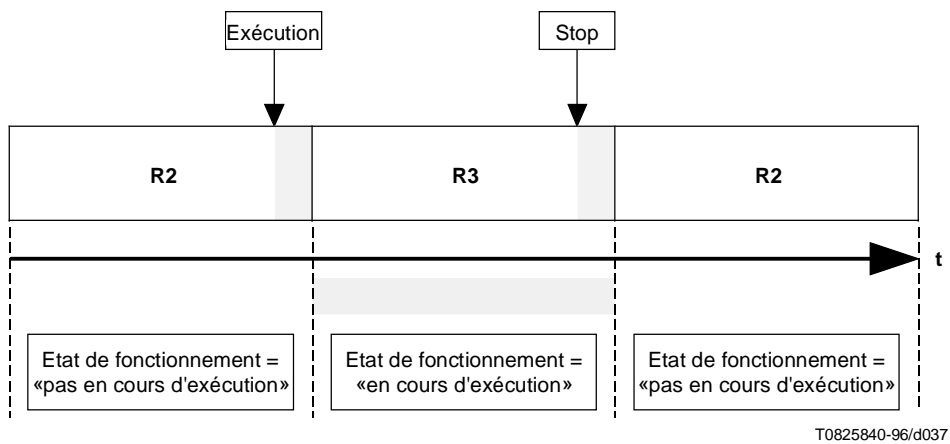 Exécution
Stop
R2
R3
R2
t
Etat de fonctionnement =
«pas en cours d'exécution»
Etat de fonctionnement =
«en cours d'exécution»
Etat de fonctionnement =
«pas en cours d'exécution»
T0825840-96/d037